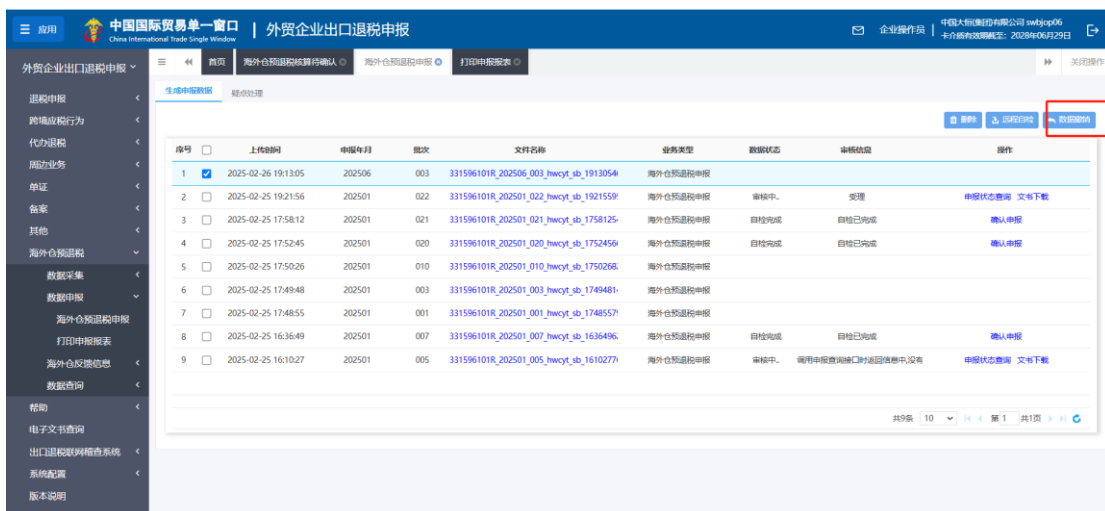 应用
中国国际贸易单一窗口 | 外贸企业出口退税申报
China International Trade Single Window
企业操作员
中国大恒(集团)有限公司 swbjop06
卡介质有效期截至: 2028年06月29日
外贸企业出口退税申报
首页 海外仓预退税核算待确认 海外仓预退税申报 打印申报报表
关闭操作
退税申报
跨境应税行为
代办退税
周边业务
单证
备案
其他
海外仓预退税
数据采集
数据申报
海外仓预退税申报
打印申报报表
海外仓反馈信息
数据查询
帮助
电子文书查询
出口退税联网稽查系统
系统配置
版本说明
生成申报数据 疑点处理
删除 远程自检 数据撤销
序号 上传时间 申报年月 批次 文件名称 业务类型 数据状态 审核信息 操作
1 2025-02-26 19:13:05 202506 003 331596101R_202506_003_hwcyt_sb_1913054 海外仓预退税申报
2 2025-02-25 19:21:56 202501 022 331596101R_202501_022_hwcyt_sb_192155 海外仓预退税申报 审核中.. 受理 申报状态查询 文书下载
3 2025-02-25 17:58:12 202501 021 331596101R_202501_021_hwcyt_sb_175812 海外仓预退税申报 自检完成 自检已完成 确认申报
4 2025-02-25 17:52:45 202501 020 331596101R_202501_020_hwcyt_sb_175245 海外仓预退税申报 自检完成 自检已完成 确认申报
5 2025-02-25 17:50:26 202501 010 331596101R_202501_010_hwcyt_sb_175026 海外仓预退税申报
6 2025-02-25 17:49:48 202501 003 331596101R_202501_003_hwcyt_sb_174948 海外仓预退税申报
7 2025-02-25 17:48:55 202501 001 331596101R_202501_001_hwcyt_sb_174855 海外仓预退税申报
8 2025-02-25 16:36:49 202501 007 331596101R_202501_007_hwcyt_sb_163649 海外仓预退税申报 自检完成 自检已完成 确认申报
9 2025-02-25 16:10:27 202501 005 331596101R_202501_005_hwcyt_sb_161027 海外仓预退税申报 审核中.. 调用申报查询接口时返回信息中,没有 申报状态查询 文书下载
共9条 10 第 1 共1页